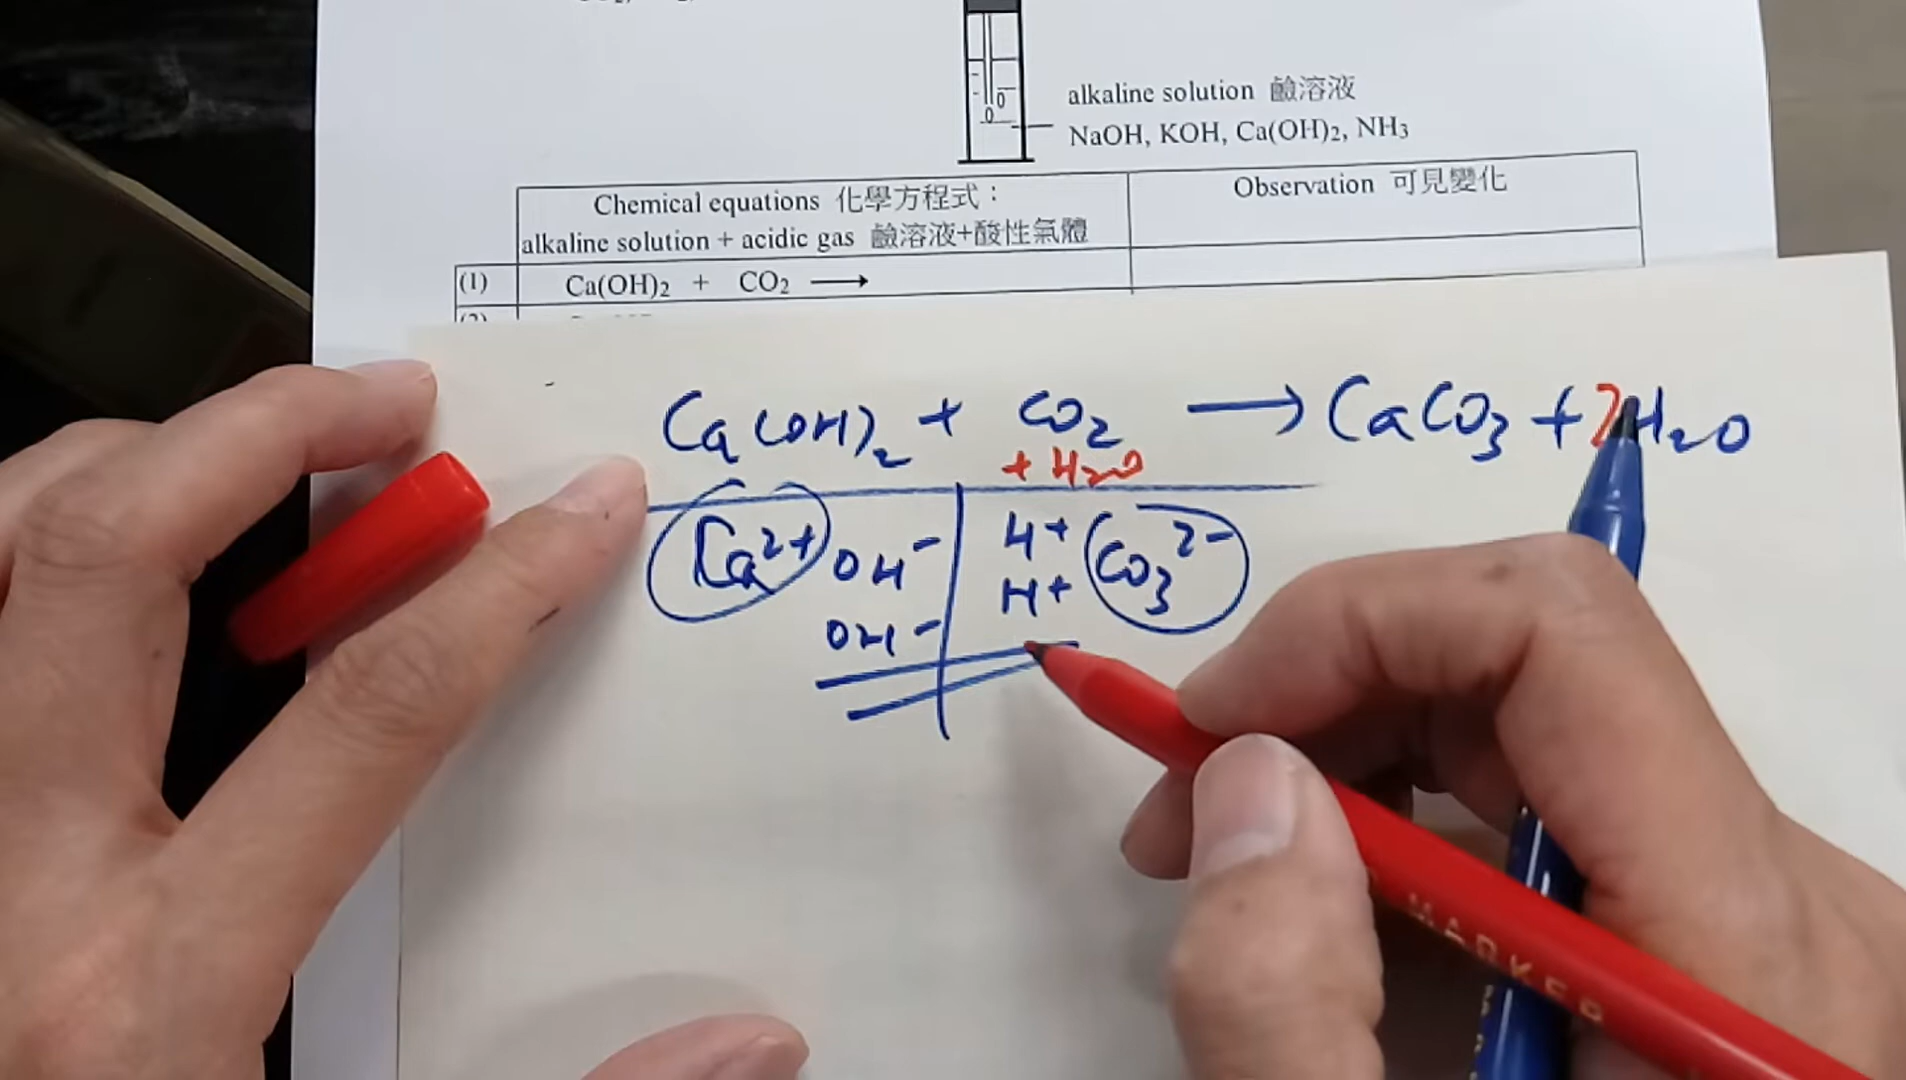 alkaline solution 鹼溶液
NaOH, KOH, Ca(OH)₂, NH₃
Chemical equations 化學方程式：
alkaline solution + acidic gas 鹼溶液+酸性氣體
Observation 可見變化
(1) Ca(OH)₂ + CO₂ ⟶
Ca(OH)₂ + CO₂ ⟶ CaCO₃ + 2H₂O
+ H₂O
Ca²⁺ OH⁻ H⁺ CO₃²⁻
H⁺
OH⁻
MARKER